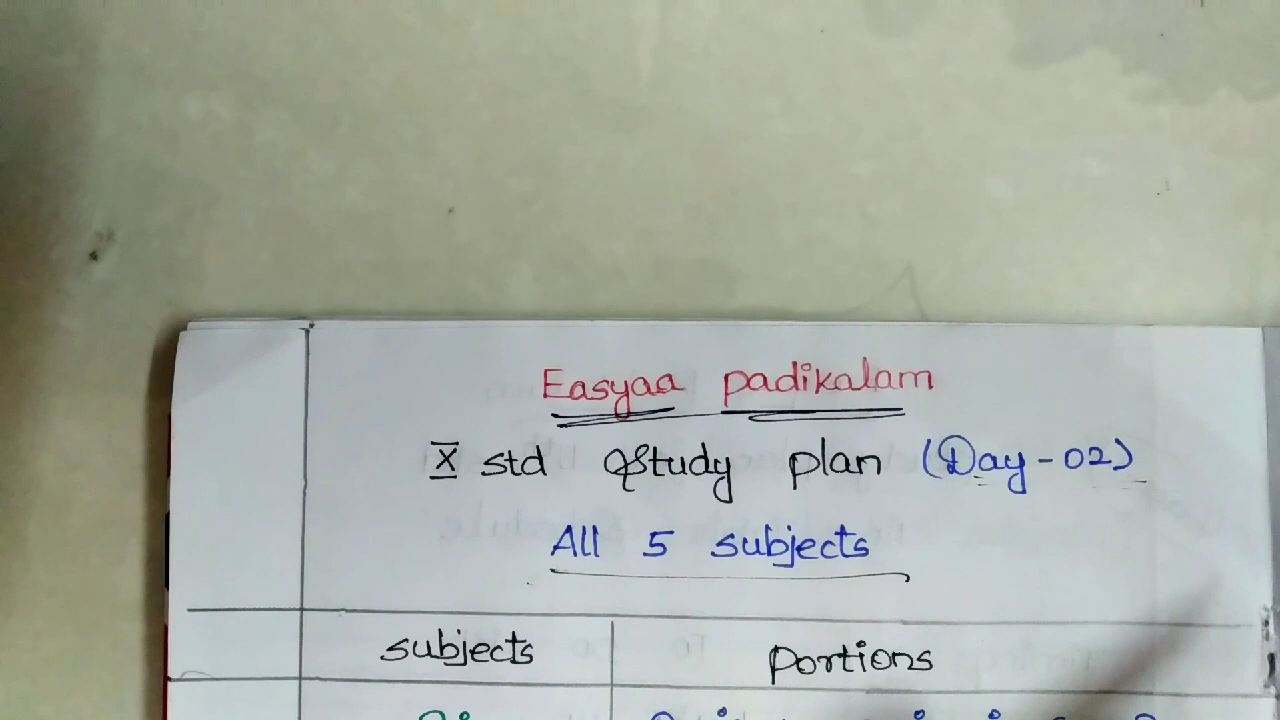 Easyaa padikalam
X std Study plan (Day-02)
All 5 subjects
subjects Portions